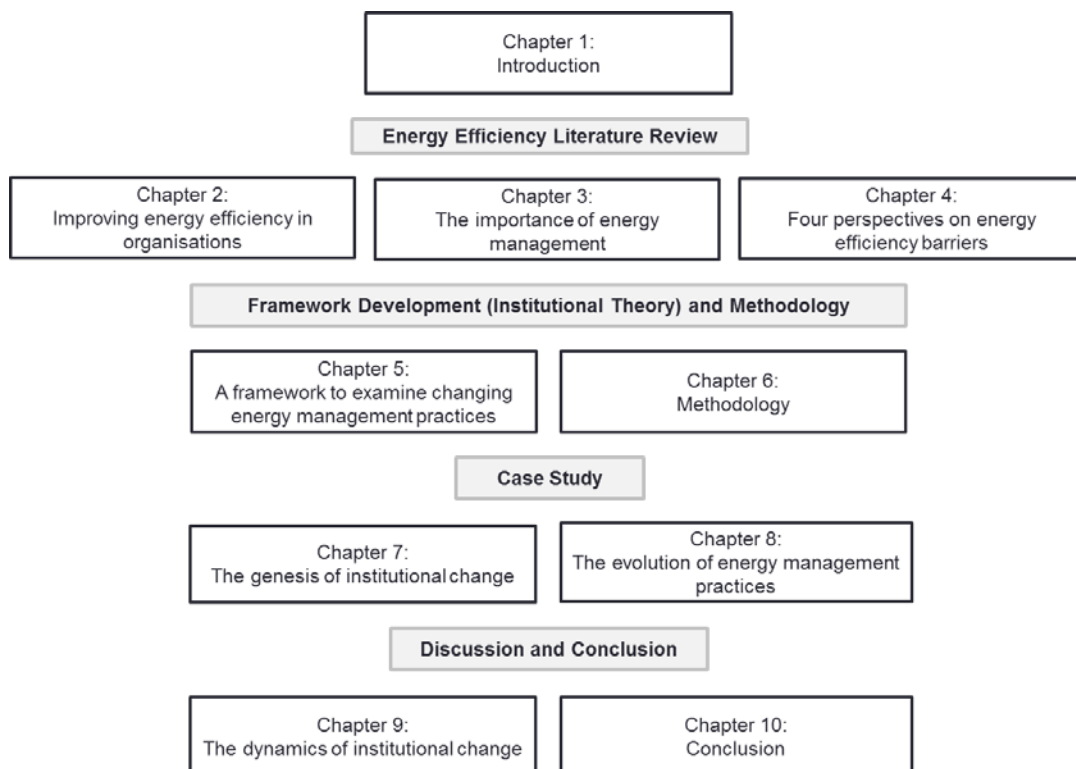 Chapter 1:
Introduction
Energy Efficiency Literature Review
Chapter 2:
Improving energy efficiency in
organisations
Chapter 3:
The importance of energy
management
Chapter 4:
Four perspectives on energy
efficiency barriers
Framework Development (Institutional Theory) and Methodology
Chapter 5:
A framework to examine changing
energy management practices
Chapter 6:
Methodology
Case Study
Chapter 7:
The genesis of institutional change
Chapter 8:
The evolution of energy management
practices
Discussion and Conclusion
Chapter 9:
The dynamics of institutional change
Chapter 10:
Conclusion